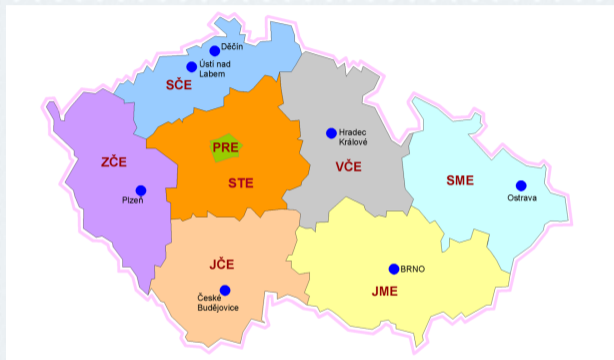 Děčín
Ústí nad
Labem
SČE
Hradec
Králové
PRE
ZČE
VČE
STE
SME
Plzeň
Ostrava
JČE
BRNO
JME
České
Budějovice